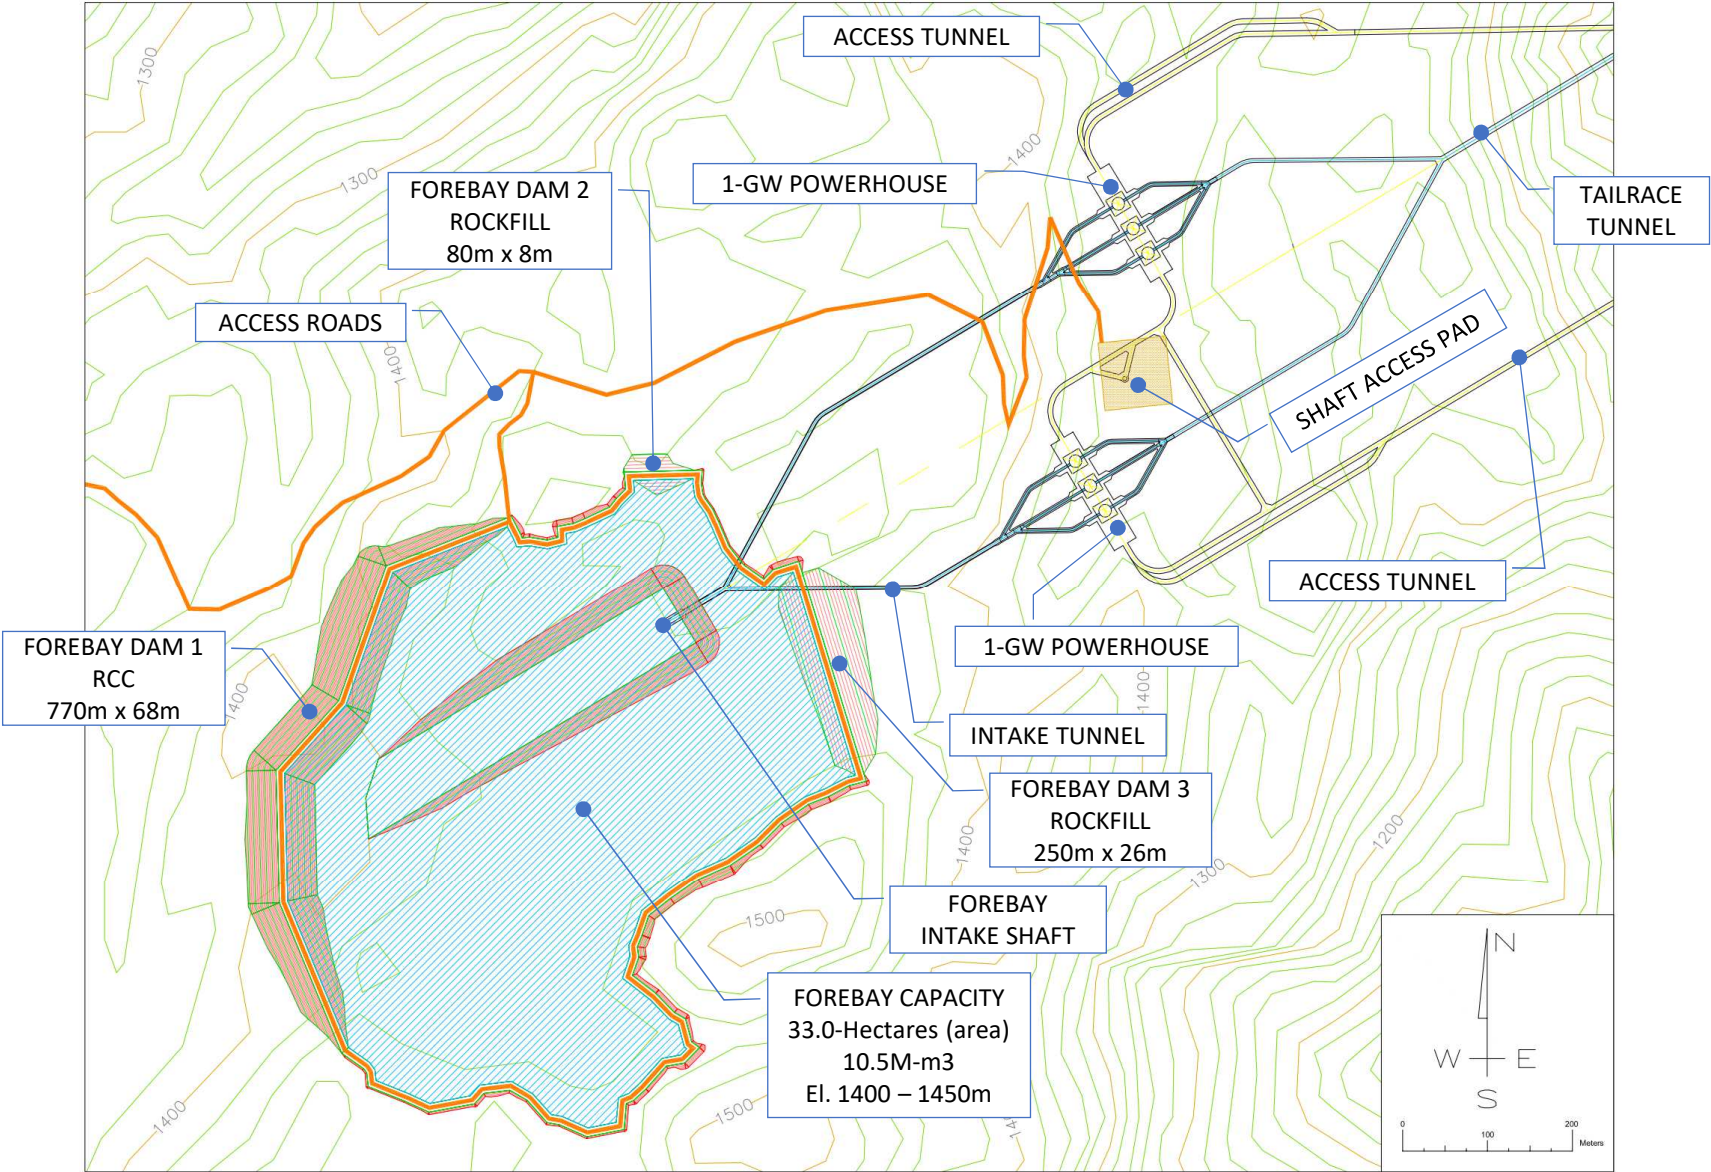 ACCESS TUNNEL
1300
1400
1-GW POWERHOUSE
1300
FOREBAY DAM 2
ROCKFILL
80m x 8m
TAILRACE
TUNNEL
ACCESS ROADS
1400
SHAFT ACCESS PAD
ACCESS TUNNEL
FOREBAY DAM 1
RCC
770m x 68m
1400
1-GW POWERHOUSE
1400
INTAKE TUNNEL
FOREBAY DAM 3
ROCKFILL
250m x 26m
1400
1200
1300
FOREBAY
INTAKE SHAFT
1500
FOREBAY CAPACITY
33.0-Hectares (area)
10.5M-m3
El. 1400 – 1450m
N
W E
S
1400
1500
0 100 200
Meters